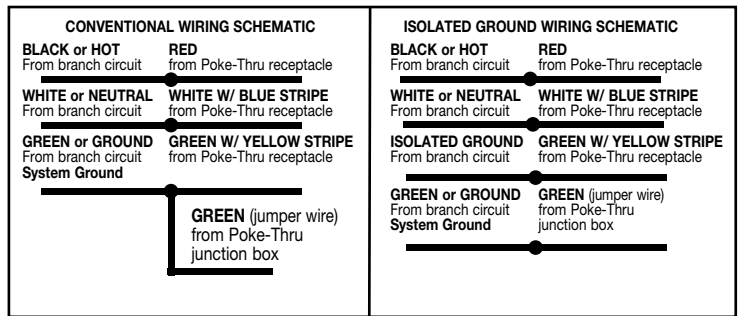 CONVENTIONAL WIRING SCHEMATIC
BLACK or HOT RED
From branch circuit from Poke-Thru receptacle
WHITE or NEUTRAL WHITE W/ BLUE STRIPE
From branch circuit from Poke-Thru receptacle
GREEN or GROUND GREEN W/ YELLOW STRIPE
From branch circuit from Poke-Thru receptacle
System Ground
GREEN (jumper wire)
from Poke-Thru
junction box
ISOLATED GROUND WIRING SCHEMATIC
BLACK or HOT RED
From branch circuit from Poke-Thru receptacle
WHITE or NEUTRAL WHITE W/ BLUE STRIPE
From branch circuit from Poke-Thru receptacle
ISOLATED GROUND GREEN W/ YELLOW STRIPE
From branch circuit from Poke-Thru receptacle
GREEN or GROUND GREEN (jumper wire)
From branch circuit from Poke-Thru
System Ground junction box